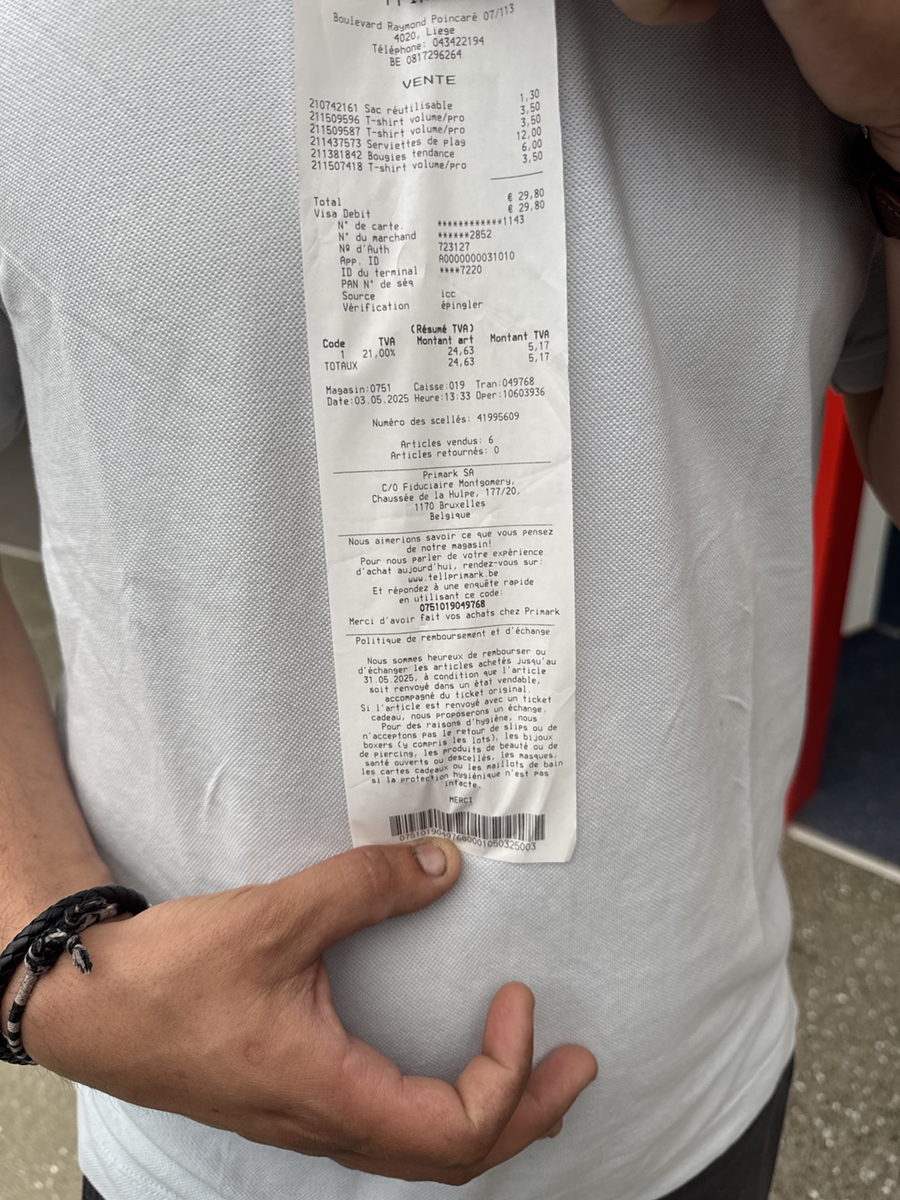 Boulevard Raymond Poincaré 07/113
4020, Liege
Téléphone: 043422194
BE 0817296264
VENTE
210742161 Sac réutilisable 1,30
211509596 T-shirt volume/pro 3,50
211509587 T-shirt volume/pro 3,50
211437573 Serviettes de plag 12,00
211381842 Bougies tendance 6,00
211507418 T-shirt volume/pro 3,50
Total € 29,80
Visa Debit € 29,80
N° de carte. ************1143
N° du marchand ******2852
Nº d'Auth 723127
App. ID A0000000031010
ID du terminal ****7220
PAN N° de séq
Source icc
Vérification épingler
(Résumé TVA)
Code TVA Montant art Montant TVA
1 21,00% 24,63 5,17
TOTAUX 24,63 5,17
Magasin:0751 Caisse:019 Tran:049768
Date:03.05.2025 Heure:13:33 Oper:10603936
Numéro des scellés: 41995609
Articles vendus: 6
Articles retournés: 0
Primark SA
C/O Fiduciaire Montgomery,
Chaussée de la Hulpe, 177/20,
1170 Bruxelles
Belgique
Nous aimerions savoir ce que vous pensez
de notre magasin!
Pour nous parler de votre expérience
d'achat aujourd'hui, rendez-vous sur:
www.tellprimark.be
Et répondez à une enquête rapide
en utilisant ce code:
0751019049768
Merci d'avoir fait vos achats chez Primark
Politique de remboursement et d'échange
Nous sommes heureux de rembourser ou
d'échanger les articles achetés jusqu'au
31.05.2025, à condition que l'article
soit renvoyé dans un état vendable,
accompagné du ticket original.
Si l'article est renvoyé avec un ticket
cadeau, nous proposerons un échange.
Pour des raisons d'hygiène, nous
n'acceptons pas le retour de slips ou de
boxers (y compris les lots), les bijoux
de piercing, les produits de beauté ou de
santé ouverts ou descellés, les masques,
les cartes cadeaux ou les maillots de bain
si la protection hygiénique n'est pas
intacte.
MERCI